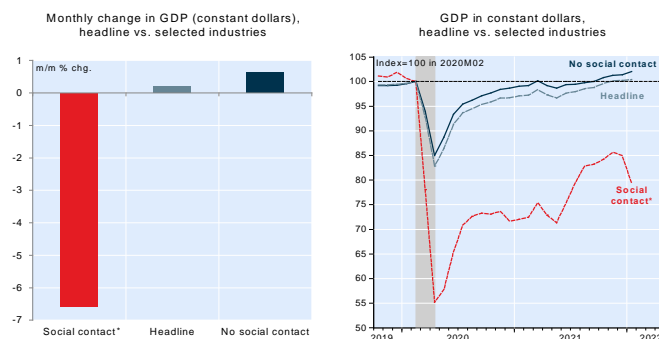 Monthly change in GDP (constant dollars),
headline vs. selected industries
m/m % chg.
1
0
-1
-2
-3
-4
-5
-6
-7
Social contact*
Headline
No social contact
GDP in constant dollars,
headline vs. selected industries
Index=100 in 2020M02
105
100
95
90
85
80
75
70
65
60
55
50
No social contact
Headline
Social
contact*
2019
2020
2021